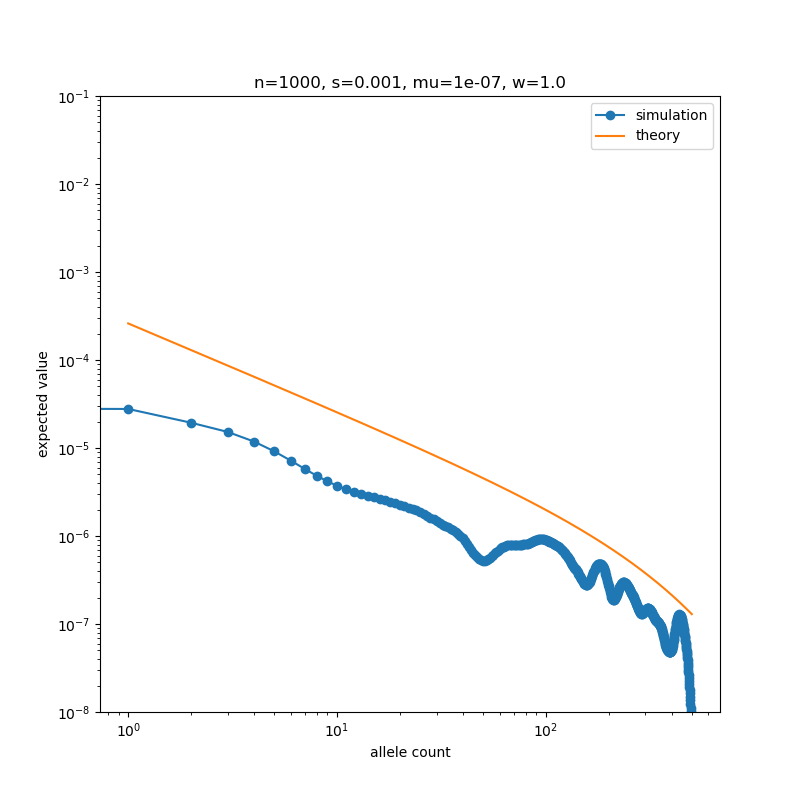 n=1000, s=0.001, mu=1e-07, w=1.0
simulation
theory
10⁻¹
10⁻²
10⁻³
10⁻⁴
10⁻⁵
10⁻⁶
10⁻⁷
10⁻⁸
expected value
10⁰
10¹
10²
allele count